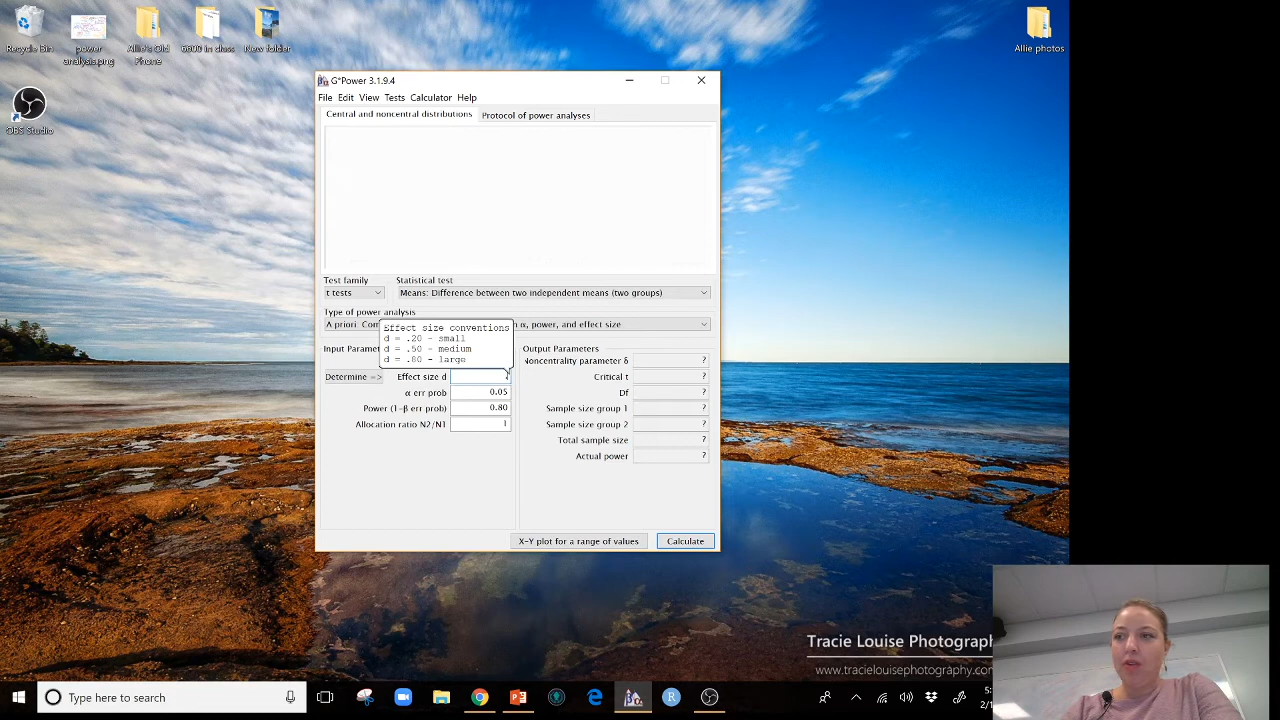 Recycle Bin
power
analysis.png
Allie's Old
Phone
6600 in class
New folder
Allie photos
OBS Studio
G*Power 3.1.9.4
File Edit View Tests Calculator Help
Central and noncentral distributions
Protocol of power analyses
Test family
Statistical test
t tests
Means: Difference between two independent means (two groups)
Type of power analysis
A priori
α, power, and effect size
Effect size conventions
d = .20 - small
d = .50 - medium
d = .80 - large
Input
Output Parameters
Determine =>
Effect size d
α err prob
0.05
Power (1-β err prob)
0.80
Allocation ratio N2/N1
1
Noncentrality parameter δ
?
Critical t
?
Df
?
Sample size group 1
?
Sample size group 2
?
Total sample size
?
Actual power
?
X-Y plot for a range of values
Calculate
Tracie Louise
www.tracielousephotography.com
Type here to search